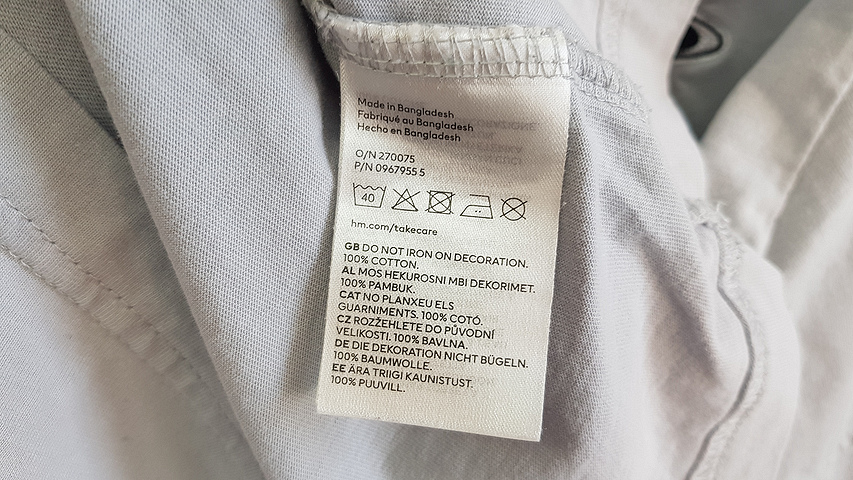 Made in Bangladesh
Fabriqué au Bangladesh
Hecho en Bangladesh
O/N 270075
P/N 0967955 5
40
hm.com/takecare
GB DO NOT IRON ON DECORATION.
100% COTTON.
AL MOS HEKUROSNI MBI DEKORIMET.
100% PAMBUK.
CAT NO PLANXEU ELS
GUARNIMENTS. 100% COTÓ.
CZ ROZŽEHLETE DO PŮVODNÍ
VELIKOSTI. 100% BAVLNA.
DE DIE DEKORATION NICHT BÜGELN.
100% BAUMWOLLE.
EE ÄRA TRIIGI KAUNISTUST.
100% PUUVILL.